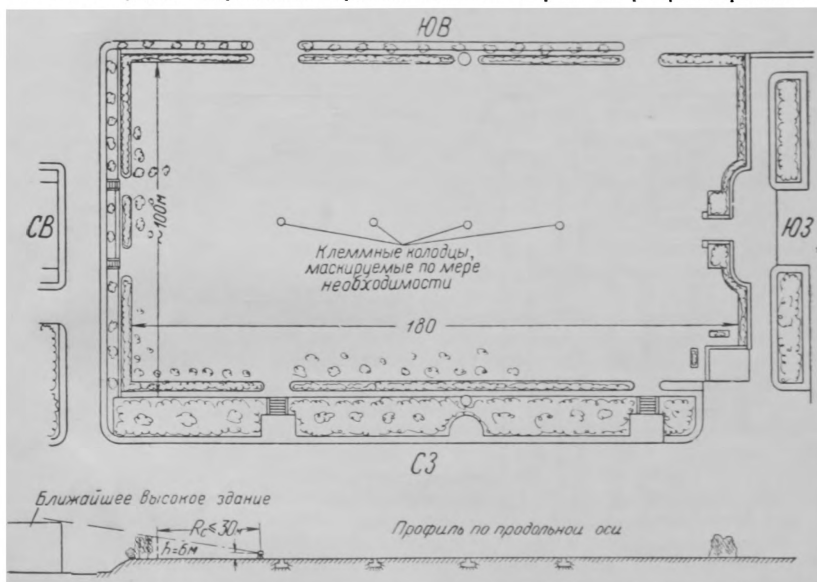 ЮВ
СВ
100м
Клеммные колодцы,
маскируемые по мере
необходимости
ЮЗ
180
СЗ
Ближайшее высокое здание
Rс≤30м
h=6м
Профиль по продольной оси